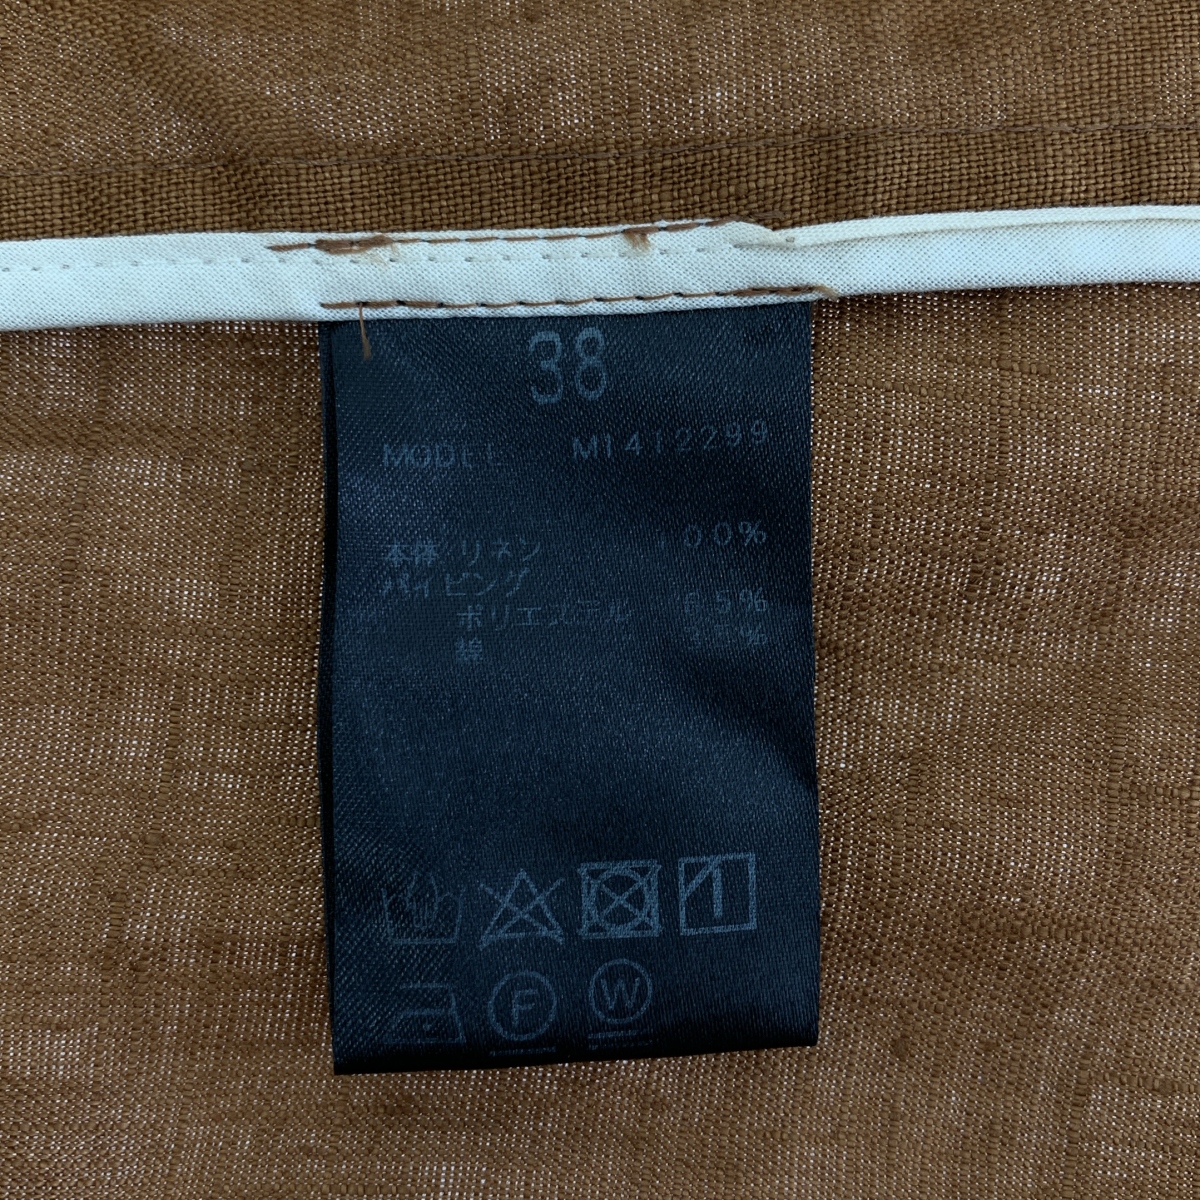 38
MODEL M1412299
本体/リネン 100%
パイピング
ポリエステル 65%
綿 35%
F
W